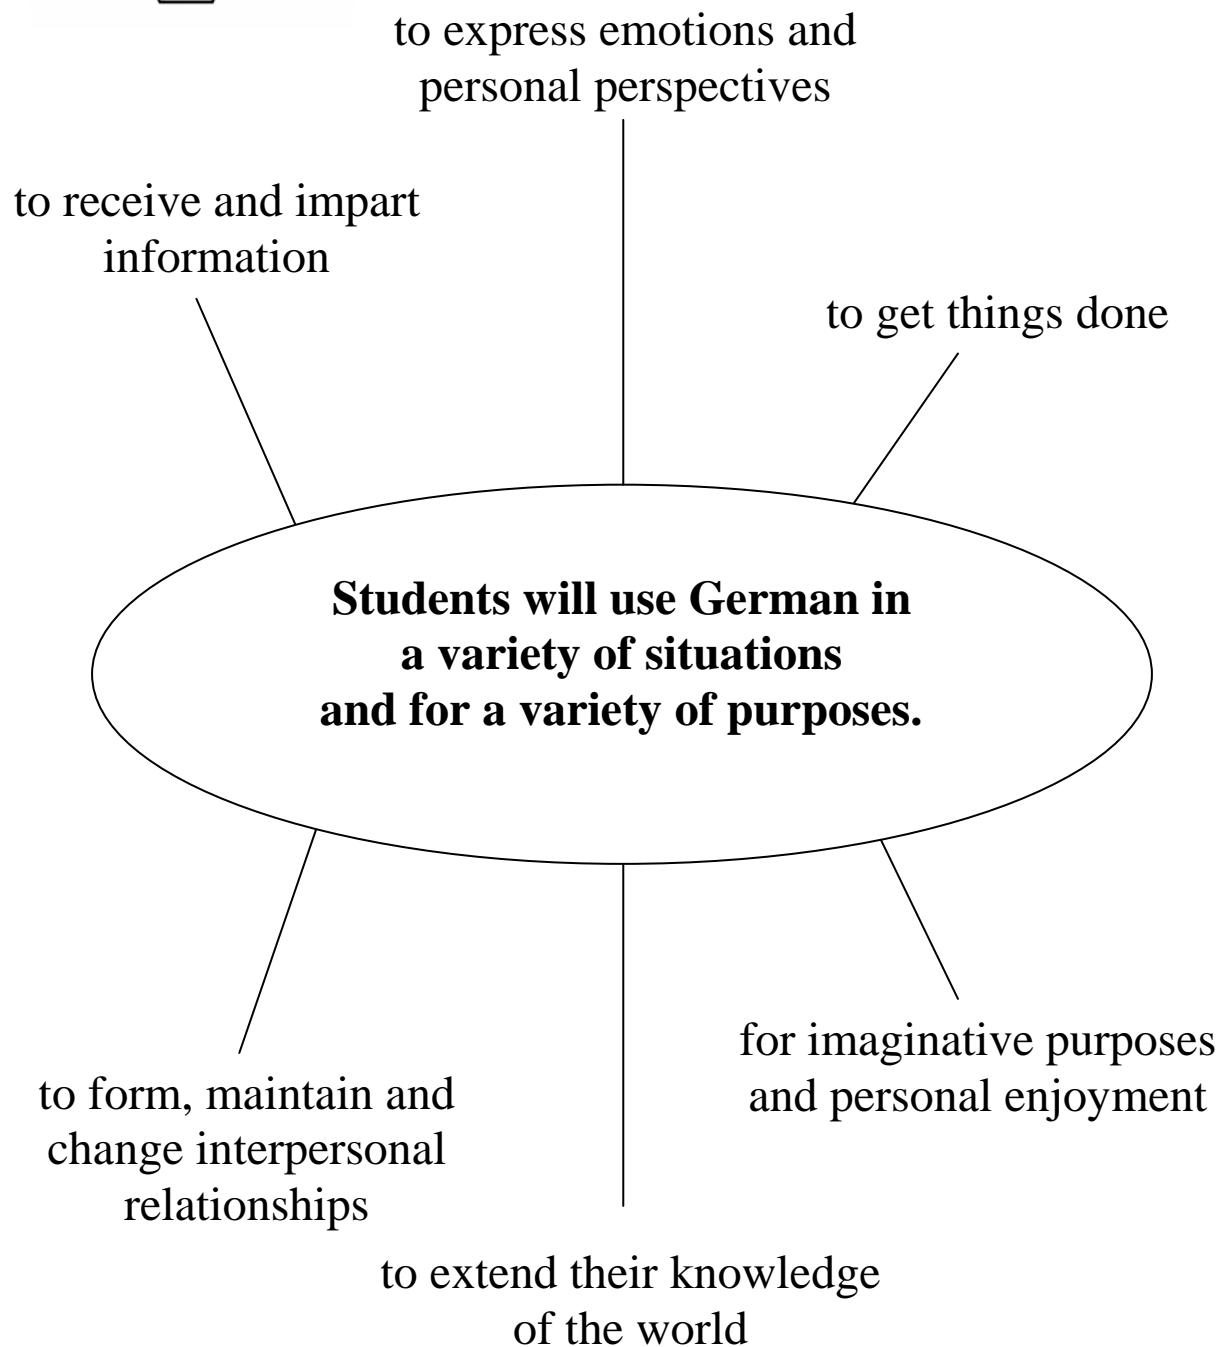 to express emotions and
personal perspectives
to receive and impart
information
to get things done
Students will use German in
a variety of situations
and for a variety of purposes.
for imaginative purposes
and personal enjoyment
to form, maintain and
change interpersonal
relationships
to extend their knowledge
of the world